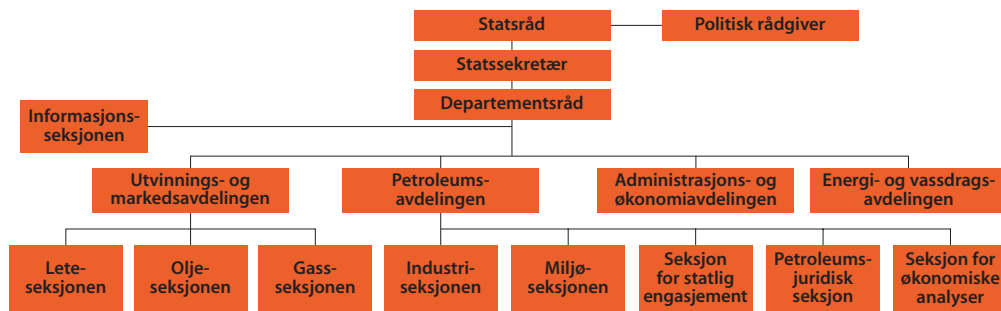 Statsråd
Politisk rådgiver
Statssekretær
Departementsråd
Informasjons-
seksjonen
Utvinnings- og
markedsavdelingen
Petroleums-
avdelingen
Administrasjons- og
økonomiavdelingen
Energi- og vassdrags-
avdelingen
Lete-
seksjonen
Olje-
seksjonen
Gass-
seksjonen
Industri-
seksjonen
Miljø-
seksjonen
Seksjon
for statlig
engasjement
Petroleums-
juridisk
seksjon
Seksjon for
økonomiske
analyser